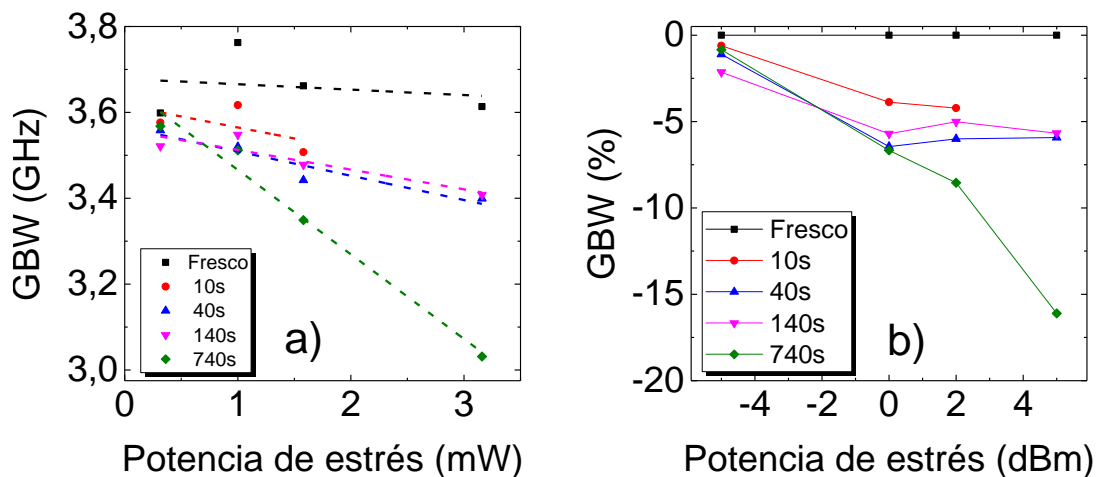 3,8
3,6
3,4
3,2
3,0
GBW (GHz)
Fresco
10s
40s
140s
740s
a)
0 1 2 3
Potencia de estrés (mW)
0
-5
-10
-15
-20
GBW (%)
Fresco
10s
40s
140s
740s
b)
-4 -2 0 2 4
Potencia de estrés (dBm)